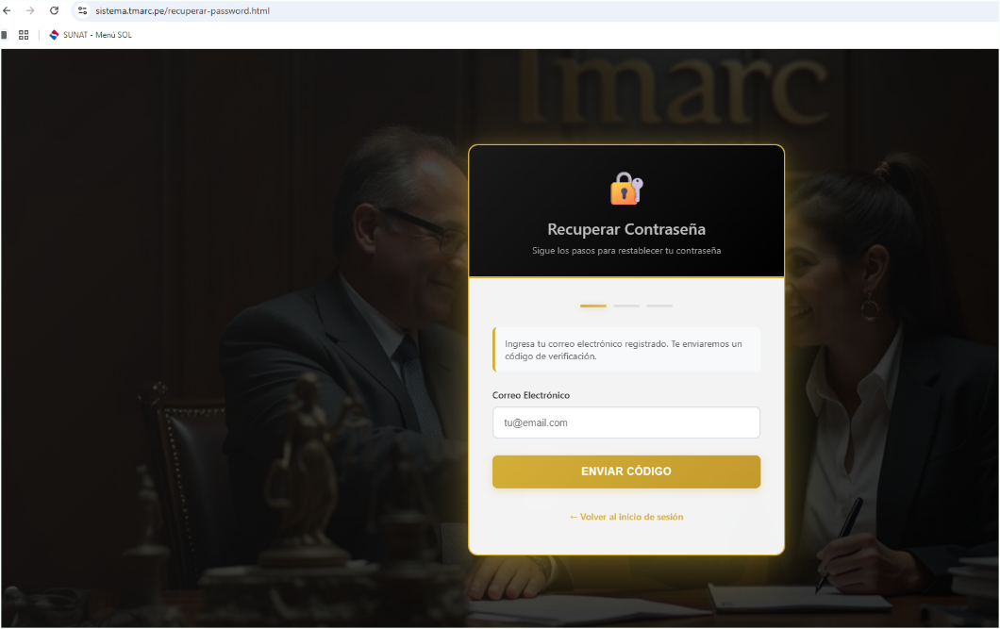 sistema.tmarc.pe/recuperar-password.html
SUNAT - Menú SOL
Tmarc
Recuperar Contraseña
Sigue los pasos para restablecer tu contraseña
Ingresa tu correo electrónico registrado. Te enviaremos un
código de verificación.
Correo Electrónico
tu@email.com
ENVIAR CÓDIGO
← Volver al inicio de sesión